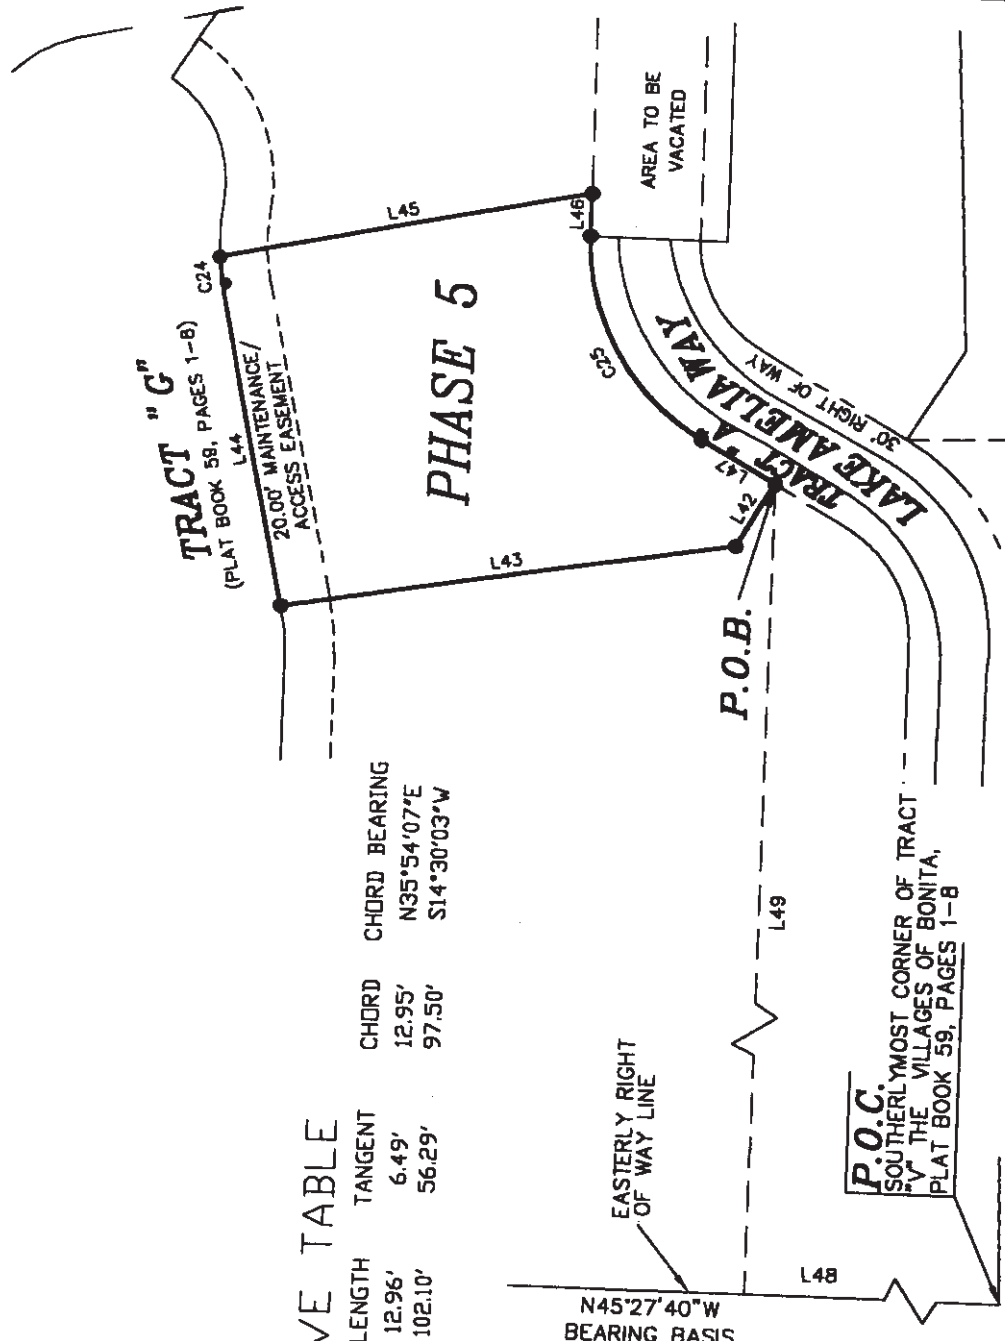 TRACT "G"
(PLAT BOOK 59, PAGES 1-8)
L44
C24
20.00' MAINTENANCE/
ACCESS EASEMENT
L45
PHASE 5
L46
AREA TO BE
VACATED
C25
L47
L42
L43
TRACT "A"
LAKE AMELIA WAY
30' RIGHT OF WAY
P.O.B.
L49
VE TABLE
LENGTH TANGENT CHORD CHORD BEARING
12.96' 6.49' 12.95' N35°54'07"E
102.10' 56.29' 97.50' S14°30'03"W
EASTERLY RIGHT
OF WAY LINE
L48
N45°27'40"W
BEARING BASIS
P.O.C.
SOUTHERLYMOST CORNER OF TRACT
"V" THE VILLAGES OF BONITA,
PLAT BOOK 59, PAGES 1-8